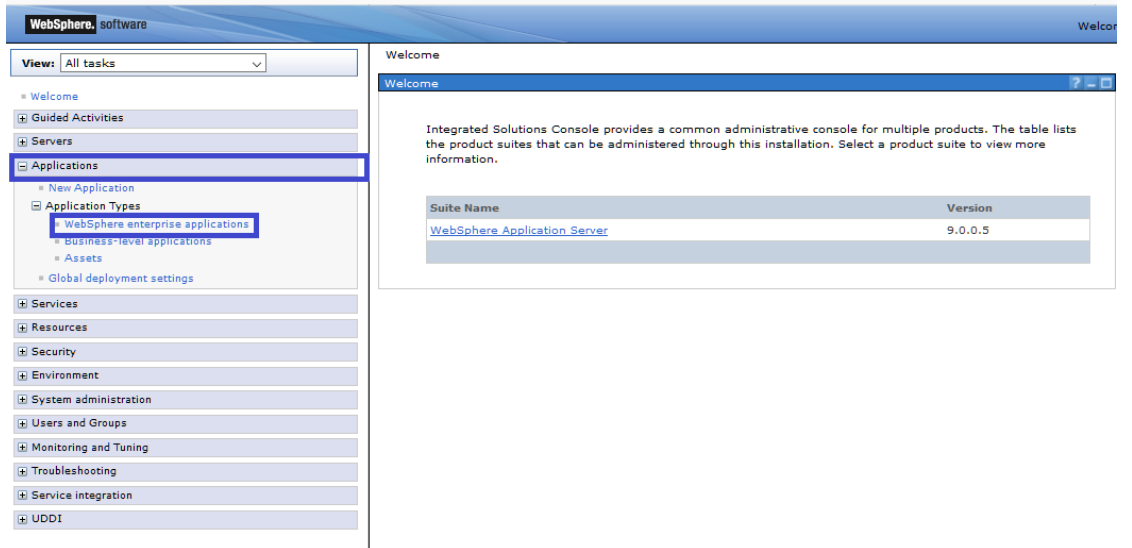 WebSphere. software
Welcom
View: All tasks
Welcome
Guided Activities
Servers
Applications
New Application
Application Types
WebSphere enterprise applications
Business-level applications
Assets
Global deployment settings
Services
Resources
Security
Environment
System administration
Users and Groups
Monitoring and Tuning
Troubleshooting
Service integration
UDDI
Welcome
Welcome
? 
Integrated Solutions Console provides a common administrative console for multiple products. The table lists
the product suites that can be administered through this installation. Select a product suite to view more
information.
Suite Name Version
WebSphere Application Server 9.0.0.5